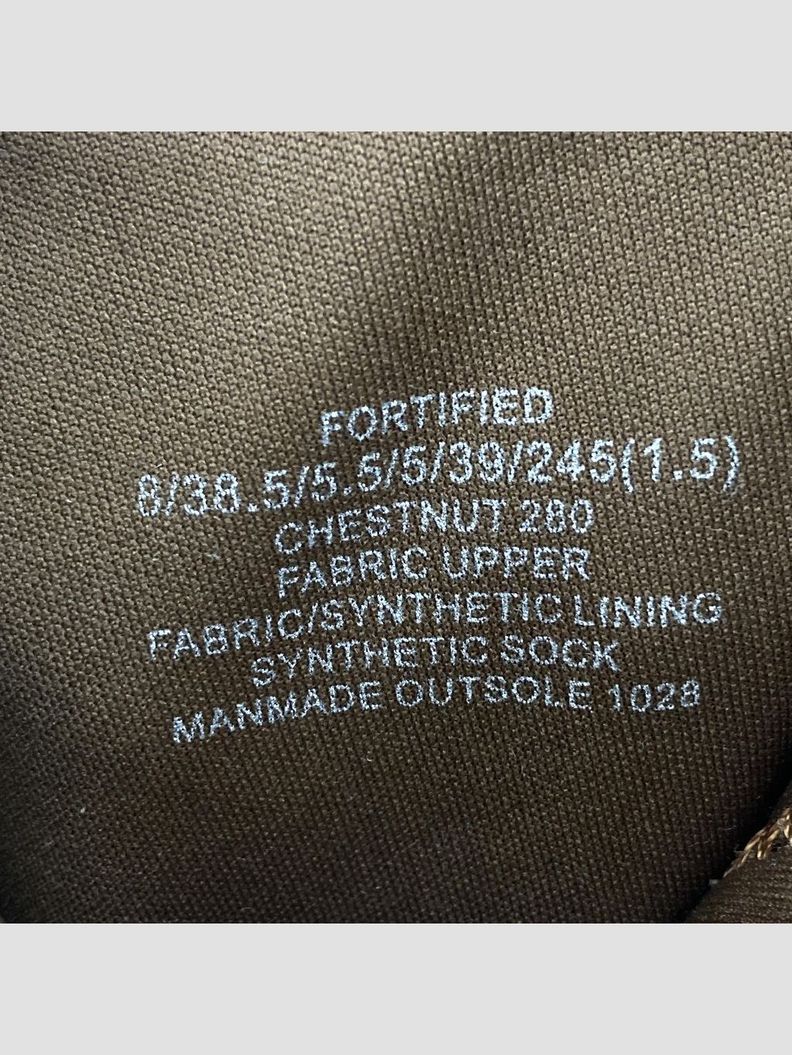 FORTIFIED
8/38.5/5.5/5/39/245(1.5)
CHESTNUT 280
FABRIC UPPER
FABRIC/SYNTHETIC LINING
SYNTHETIC SOCK
MANMADE OUTSOLE 1028